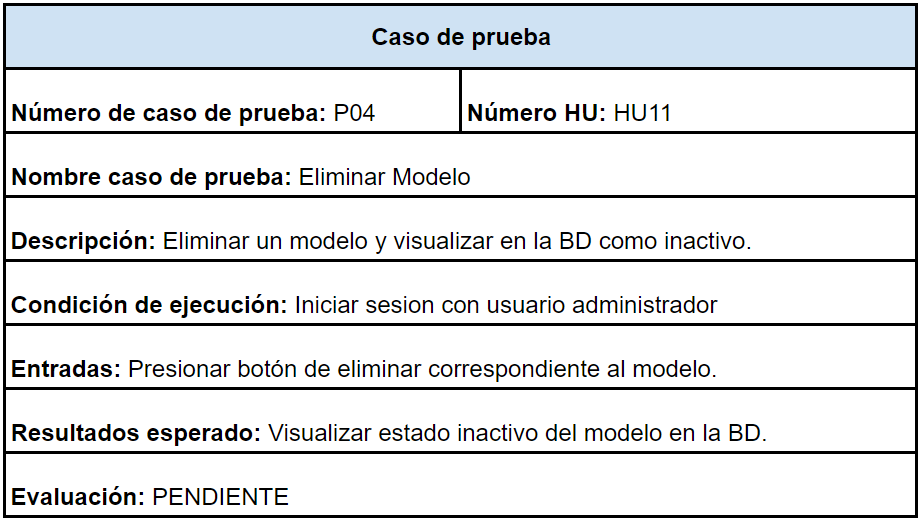 Caso de prueba
Número de caso de prueba: P04 Número HU: HU11
Nombre caso de prueba: Eliminar Modelo
Descripción: Eliminar un modelo y visualizar en la BD como inactivo.
Condición de ejecución: Iniciar sesion con usuario administrador
Entradas: Presionar botón de eliminar correspondiente al modelo.
Resultados esperado: Visualizar estado inactivo del modelo en la BD.
Evaluación: PENDIENTE